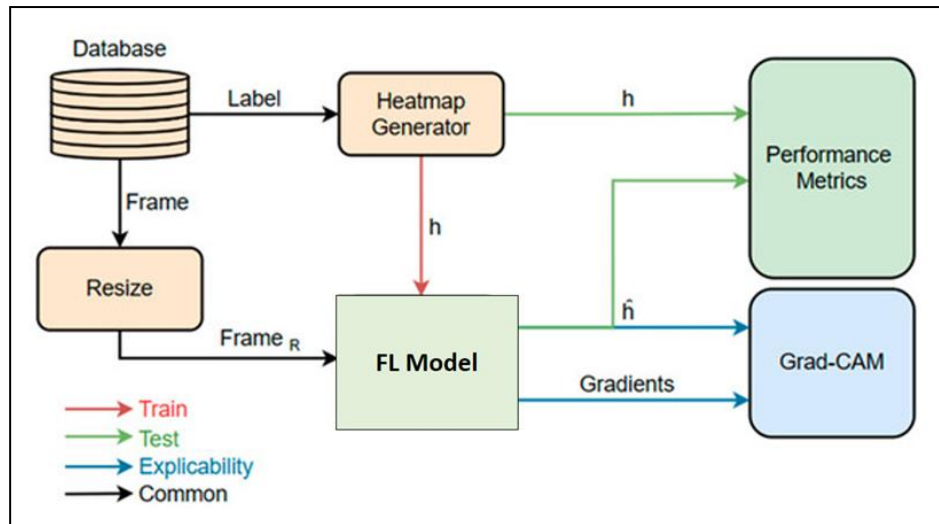 Database
Label
Heatmap
Generator
h
Performance
Metrics
Frame
h
Resize
ĥ
Frame R
FL Model
Grad-CAM
Gradients
Train
Test
Explicability
Common